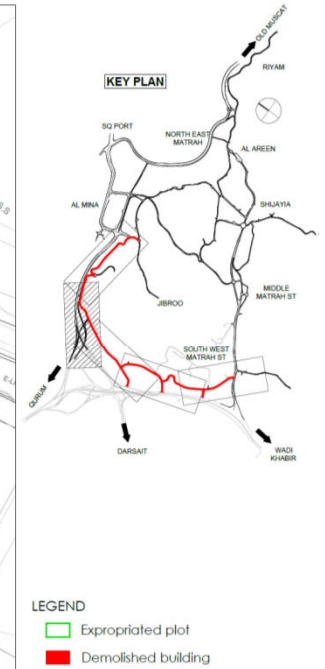 OLD MUSCAT
RIYAM
KEY PLAN
SQ PORT
NORTH EAST
MATRAH
AL AREEN
AL MINA
SHIJAYIA
JIBROO
MIDDLE
MATRAH ST
SOUTH WEST
MATRAH ST
QURUM
DARSAIT
WADI
KHABIR
LEGEND
Expropriated plot
Demolished building